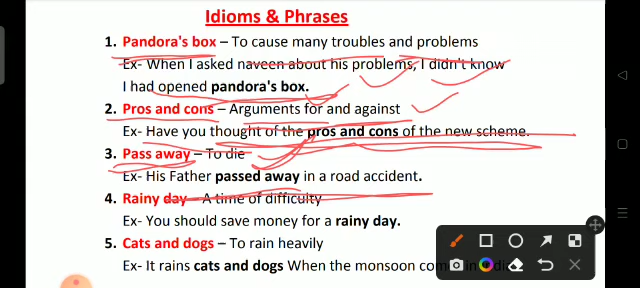 Idioms & Phrases
1. Pandora's box – To cause many troubles and problems
Ex- When I asked naveen about his problems, I didn't know
I had opened pandora's box.
2. Pros and cons – Arguments for and against
Ex- Have you thought of the pros and cons of the new scheme.
3. Pass away – To die
Ex- His Father passed away in a road accident.
4. Rainy day – A time of difficulty
Ex- You should save money for a rainy day.
5. Cats and dogs – To rain heavily
Ex- It rains cats and dogs When the monsoon